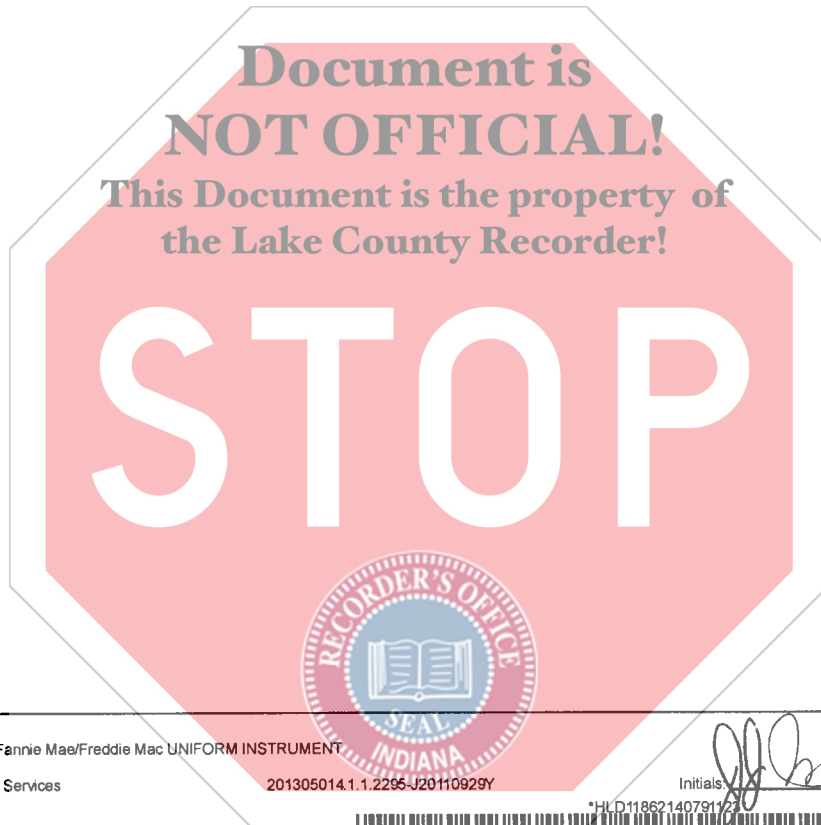 Document is
NOT OFFICIAL!
This Document is the property of
the Lake County Recorder!
STOP
RECORDER'S OFFICE
SEAL
INDIANA
Fannie Mae/Freddie Mac UNIFORM INSTRUMENT
Services 201305014.1.1.2295-J20110929Y Initials:
*HLD11862140791123